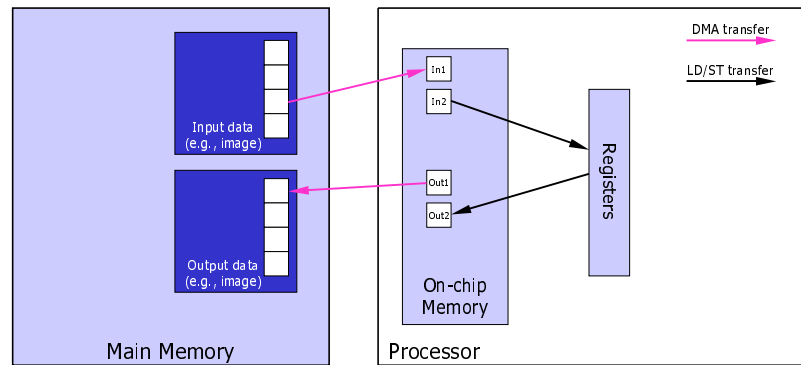 Input data
(e.g., image)
Output data
(e.g., image)
Main Memory
In1
In2
Out1
Out2
On-chip
Memory
Registers
DMA transfer
LD/ST transfer
Processor